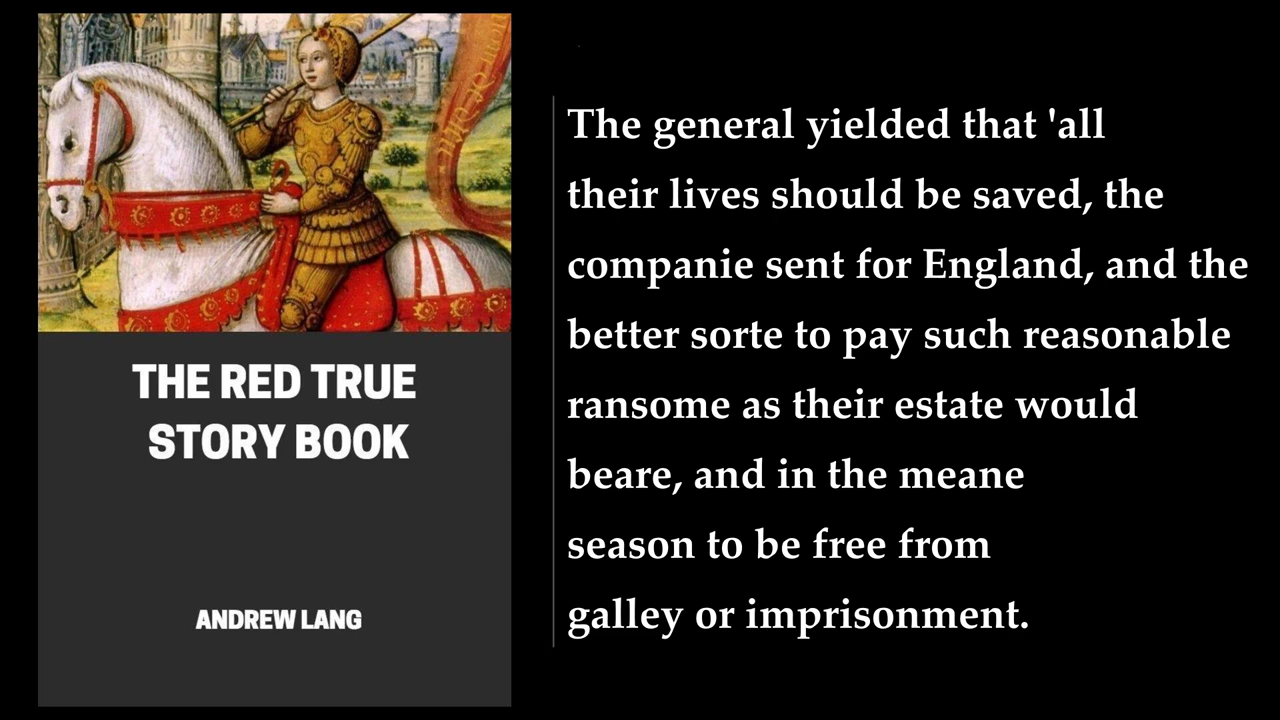 THE RED TRUE
STORY BOOK
ANDREW LANG
The general yielded that 'all
their lives should be saved, the
companie sent for England, and the
better sorte to pay such reasonable
ransome as their estate would
beare, and in the meane
season to be free from
galley or imprisonment.